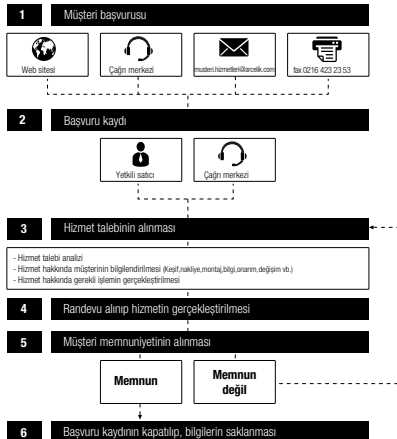 1 Müşteri başvurusu
Web sitesi
Çağrı merkezi
musteri.hizmetleri@arcelik.com
fax 0216 423 23 53
2 Başvuru kaydı
Yetkili satıcı
Çağrı merkezi
3 Hizmet talebinin alınması
- Hizmet talebi analizi
- Hizmet hakkında müşterinin bilgilendirilmesi (Keşif,nakliye,montaj,bilgi,onarım,değişim vb.)
- Hizmet hakkında gerekli işlemin gerçekleştirilmesi
4 Randevu alınıp hizmetin gerçekleştirilmesi
5 Müşteri memnuniyetinin alınması
Memnun
Memnun
değil
6 Başvuru kaydının kapatılıp, bilgilerin saklanması